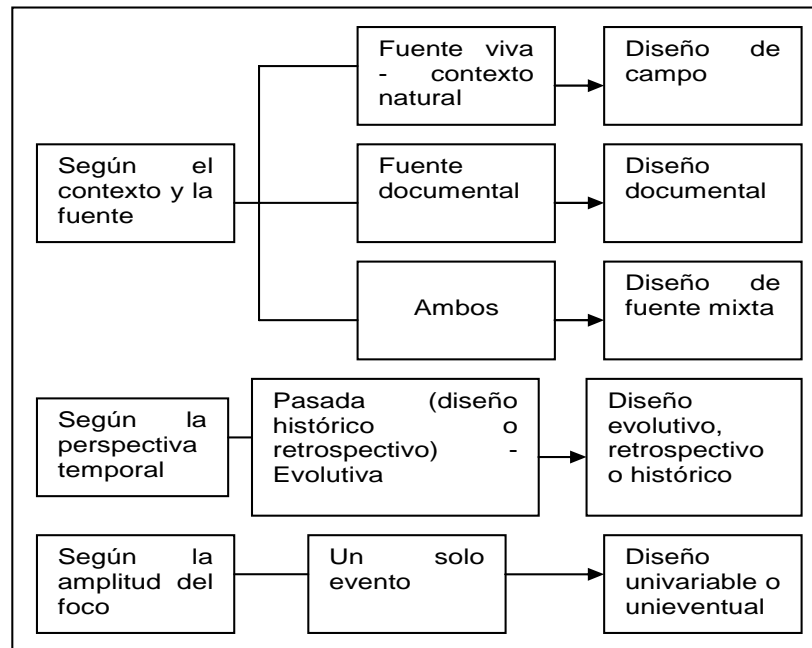 Fuente viva
- contexto
natural
Diseño de
campo
Según el
contexto y la
fuente
Fuente
documental
Diseño
documental
Ambos
Diseño de
fuente mixta
Según la
perspectiva
temporal
Pasada (diseño
histórico o
retrospectivo) -
Evolutiva
Diseño
evolutivo,
retrospectivo
o histórico
Según la
amplitud del
foco
Un solo
evento
Diseño
univariable o
unieventual